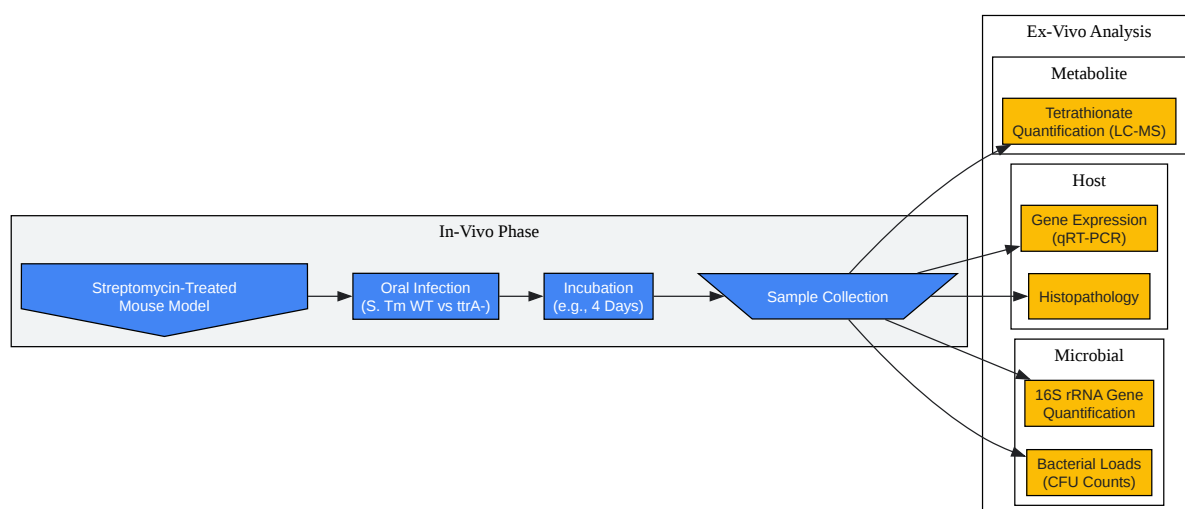 In-Vivo Phase
Streptomycin-Treated
Mouse Model
Oral Infection
(S. Tm WT vs ttrA-)
Incubation
(e.g., 4 Days)
Sample Collection
Ex-Vivo Analysis
Metabolite
Tetrathionate
Quantification (LC-MS)
Host
Gene Expression
(qRT-PCR)
Histopathology
Microbial
16S rRNA Gene
Quantification
Bacterial Loads
(CFU Counts)